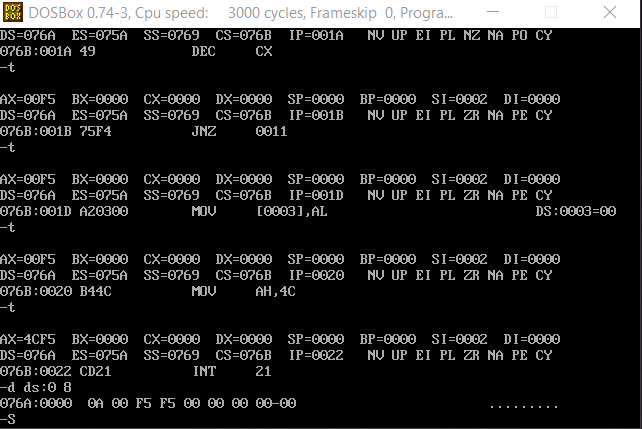 DOS BOX DOSBox 0.74-3, Cpu speed: 3000 cycles, Frameskip 0, Progra...
DS=076A ES=075A SS=0769 CS=076B IP=001A NV UP EI PL NZ NA PO CY
076B:001A 49 DEC CX
-t
AX=00F5 BX=0000 CX=0000 DX=0000 SP=0000 BP=0000 SI=0002 DI=0000
DS=076A ES=075A SS=0769 CS=076B IP=001B NV UP EI PL ZR NA PE CY
076B:001B 75F4 JNZ 0011
-t
AX=00F5 BX=0000 CX=0000 DX=0000 SP=0000 BP=0000 SI=0002 DI=0000
DS=076A ES=075A SS=0769 CS=076B IP=001D NV UP EI PL ZR NA PE CY
076B:001D A20300 MOV [0003],AL DS:0003=00
-t
AX=00F5 BX=0000 CX=0000 DX=0000 SP=0000 BP=0000 SI=0002 DI=0000
DS=076A ES=075A SS=0769 CS=076B IP=0020 NV UP EI PL ZR NA PE CY
076B:0020 B44C MOV AH,4C
-t
AX=4CF5 BX=0000 CX=0000 DX=0000 SP=0000 BP=0000 SI=0002 DI=0000
DS=076A ES=075A SS=0769 CS=076B IP=0022 NV UP EI PL ZR NA PE CY
076B:0022 CD21 INT 21
-d ds:0 8
076A:0000 0A 00 F5 F5 00 00 00 00-00 .........
-S